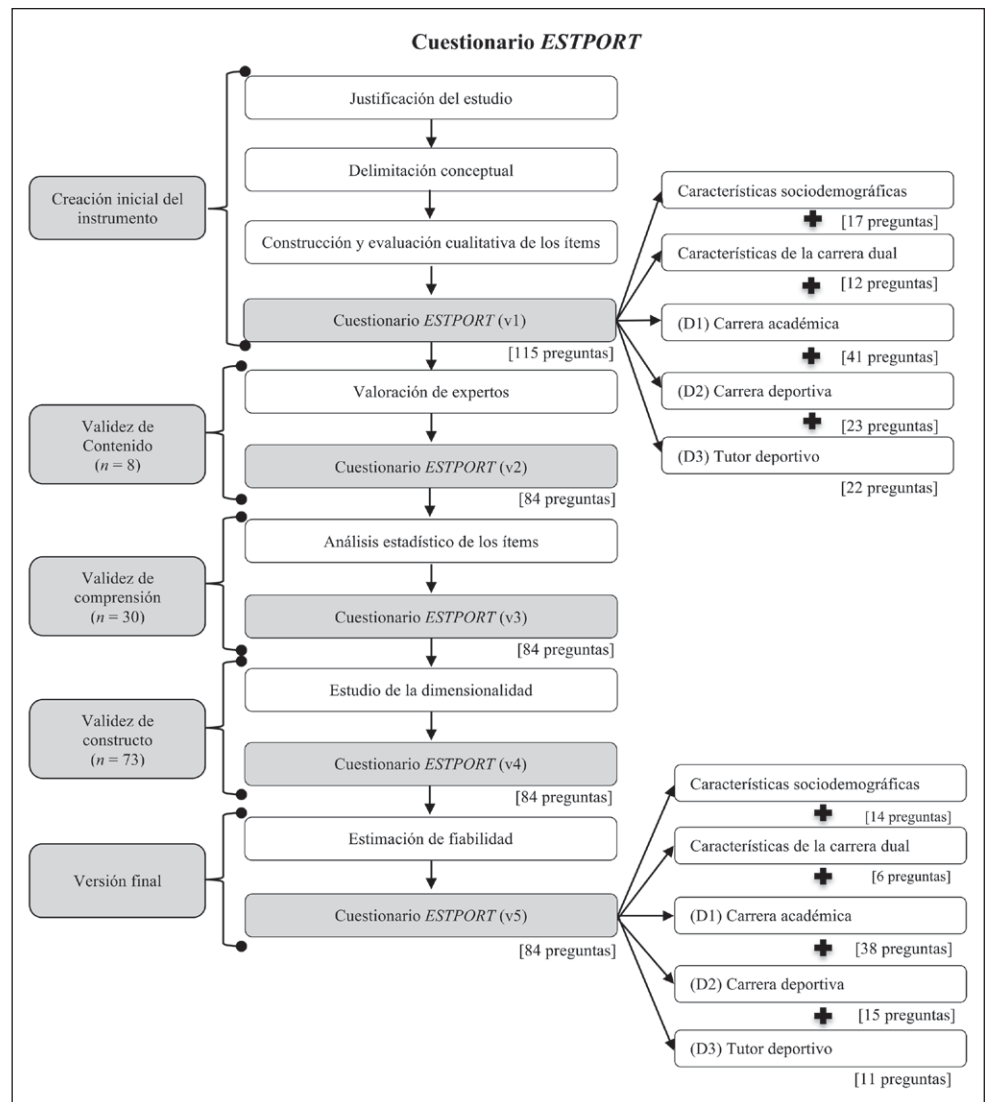 Cuestionario ESTPORT
Creación inicial del
instrumento
Justificación del estudio
Delimitación conceptual
Construcción y evaluación cualitativa de los ítems
Cuestionario ESTPORT (v1)
[115 preguntas]
Características sociodemográficas
[17 preguntas]
Características de la carrera dual
[12 preguntas]
(D1) Carrera académica
[41 preguntas]
(D2) Carrera deportiva
[23 preguntas]
(D3) Tutor deportivo
[22 preguntas]
Validez de
Contenido
(n = 8)
Valoración de expertos
Cuestionario ESTPORT (v2)
[84 preguntas]
Validez de
comprensión
(n = 30)
Análisis estadístico de los ítems
Cuestionario ESTPORT (v3)
[84 preguntas]
Validez de
constructo
(n = 73)
Estudio de la dimensionalidad
Cuestionario ESTPORT (v4)
[84 preguntas]
Versión final
Estimación de fiabilidad
Cuestionario ESTPORT (v5)
[84 preguntas]
Características sociodemográficas
[14 preguntas]
Características de la carrera dual
[6 preguntas]
(D1) Carrera académica
[38 preguntas]
(D2) Carrera deportiva
[15 preguntas]
(D3) Tutor deportivo
[11 preguntas]